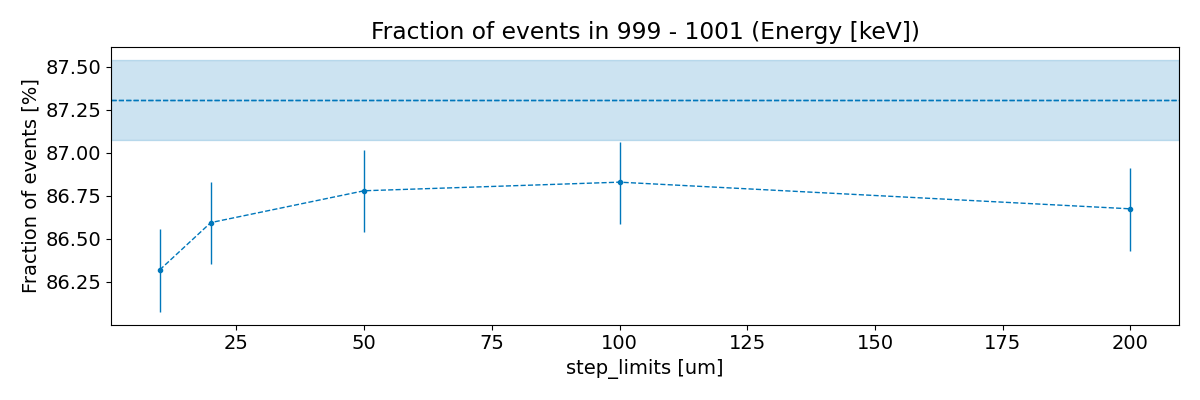 Fraction of events in 999 - 1001 (Energy [keV])
Fraction of events [%]
87.50
87.25
87.00
86.75
86.50
86.25
25 50 75 100 125 150 175 200
step_limits [um]